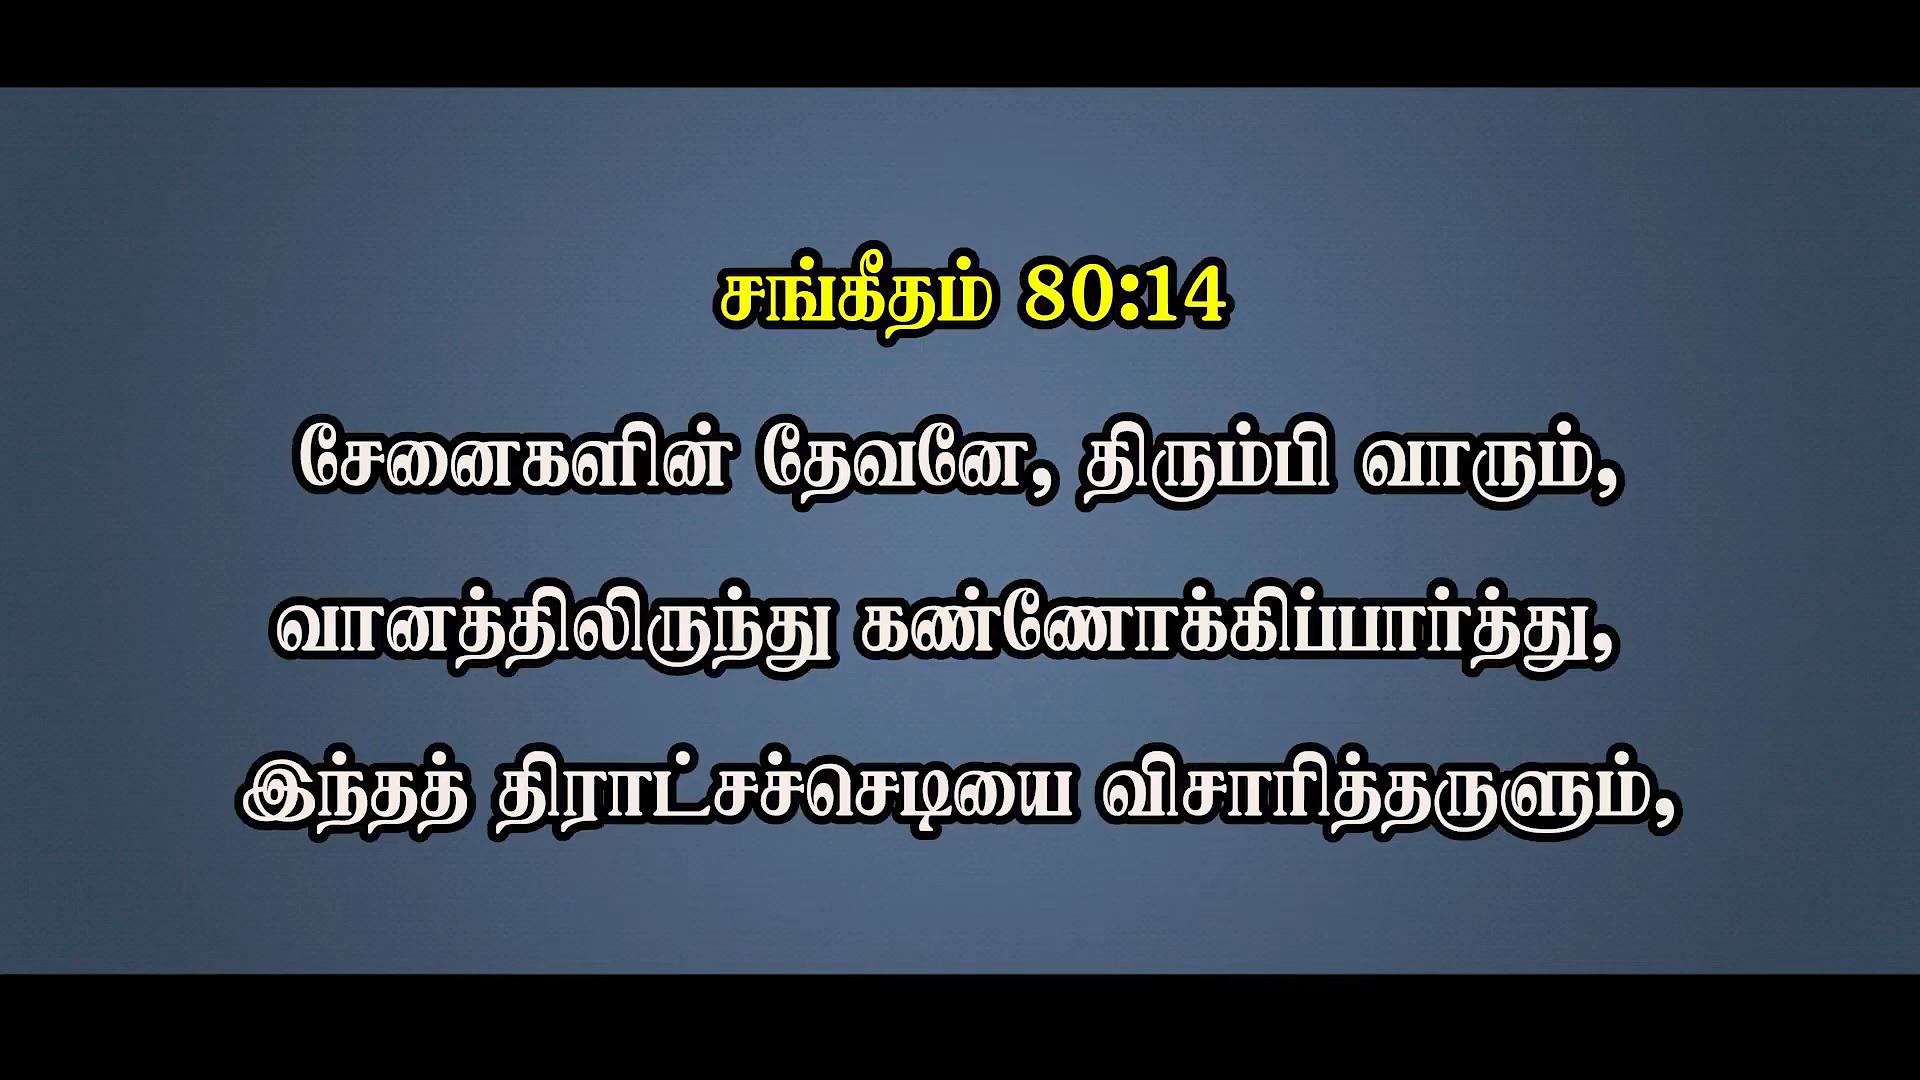 சங்கீதம் 80:14
சேனைகளின் தேவனே, திரும்பி வாரும்,
வானத்திலிருந்து கண்ணோக்கிப்பார்த்து,
இந்தத் திராட்சச்செடியை விசாரித்தருளும்,